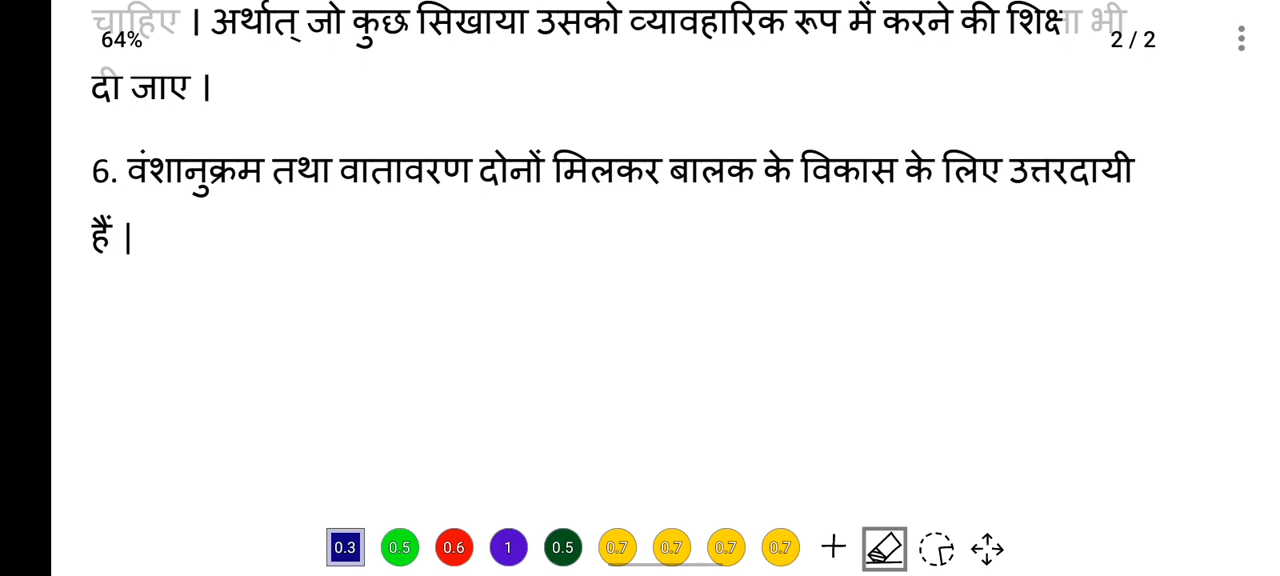 चाहिए । अर्थात् जो कुछ सिखाया उसको व्यावहारिक रूप में करने की शिक्षा भी
64%
2 / 2
दी जाए ।
6. वंशानुक्रम तथा वातावरण दोनों मिलकर बालक के विकास के लिए उत्तरदायी
हैं |
0.3 0.5 0.6 1 0.5 0.7 0.7 0.7 0.7